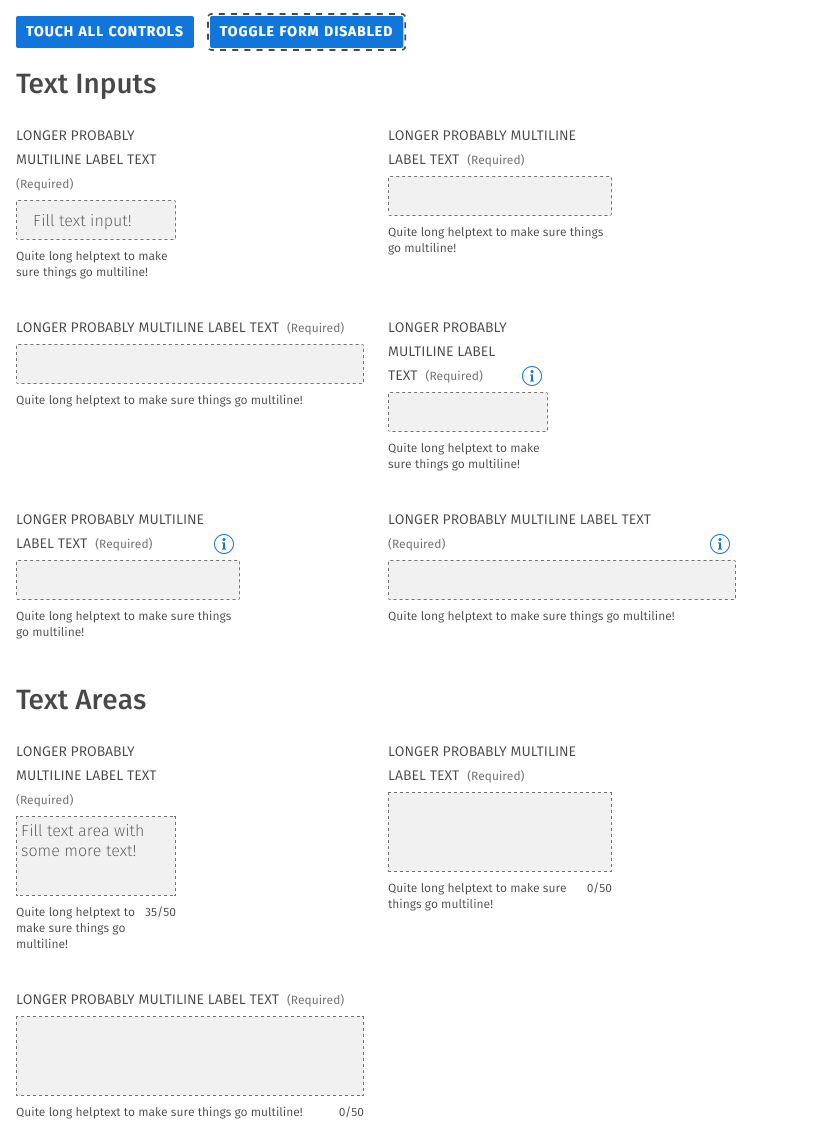 TOUCH ALL CONTROLS
TOGGLE FORM DISABLED
Text Inputs
LONGER PROBABLY
MULTILINE LABEL TEXT
(Required)
Fill text input!
Quite long helptext to make
sure things go multiline!
LONGER PROBABLY MULTILINE
LABEL TEXT (Required)
Quite long helptext to make sure things
go multiline!
LONGER PROBABLY MULTILINE LABEL TEXT (Required)
Quite long helptext to make sure things go multiline!
LONGER PROBABLY
MULTILINE LABEL
TEXT (Required)
Quite long helptext to make
sure things go multiline!
LONGER PROBABLY MULTILINE
LABEL TEXT (Required)
Quite long helptext to make sure things
go multiline!
LONGER PROBABLY MULTILINE LABEL TEXT
(Required)
Quite long helptext to make sure things go multiline!
Text Areas
LONGER PROBABLY
MULTILINE LABEL TEXT
(Required)
Fill text area with
some more text!
Quite long helptext to 35/50
make sure things go
multiline!
LONGER PROBABLY MULTILINE
LABEL TEXT (Required)
Quite long helptext to make sure 0/50
things go multiline!
LONGER PROBABLY MULTILINE LABEL TEXT (Required)
Quite long helptext to make sure things go multiline! 0/50